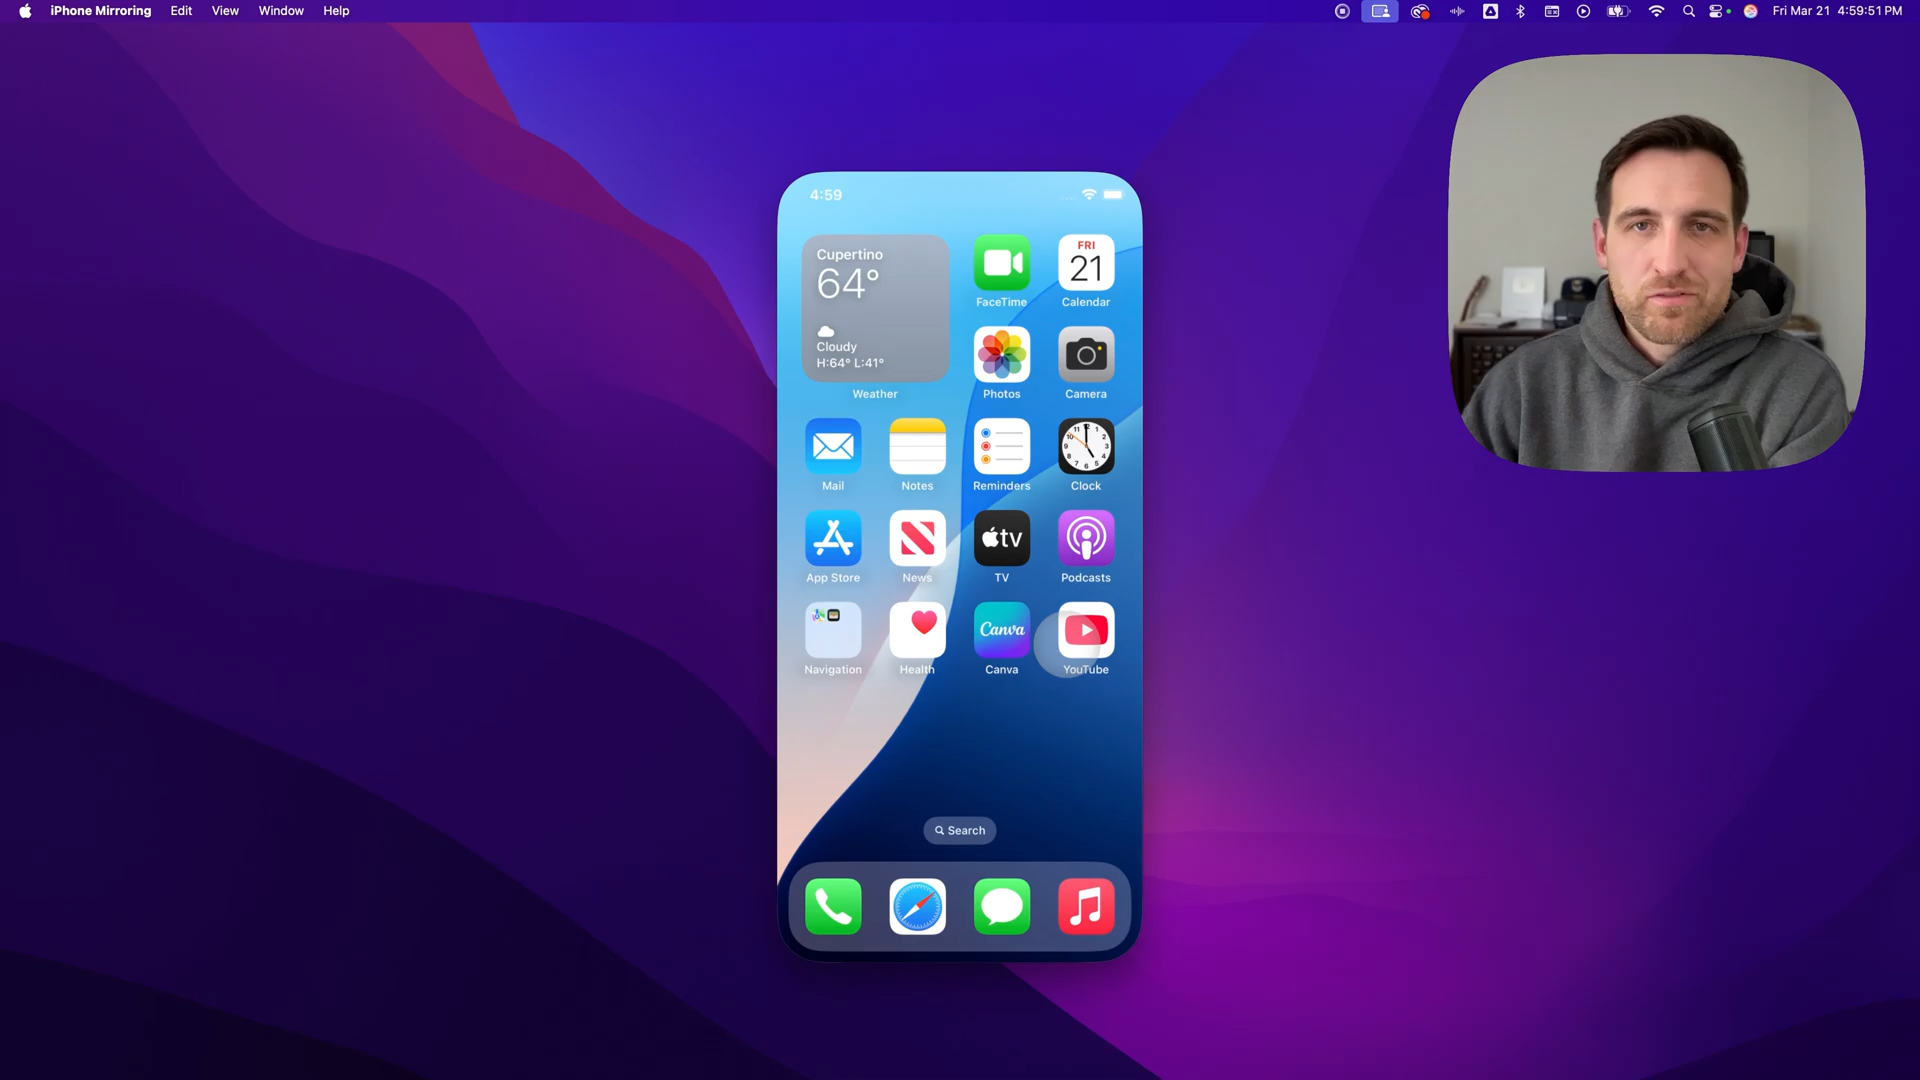 iPhone Mirroring Edit View Window Help
Fri Mar 21 4:59:51 PM
4:59
Cupertino
64°
Cloudy
H:64° L:41°
Weather
FaceTime
FRI
21
Calendar
Photos
Camera
Mail
Notes
Reminders
Clock
App Store
News
tv
TV
Podcasts
Navigation
Health
Canva
Canva
YouTube
Search